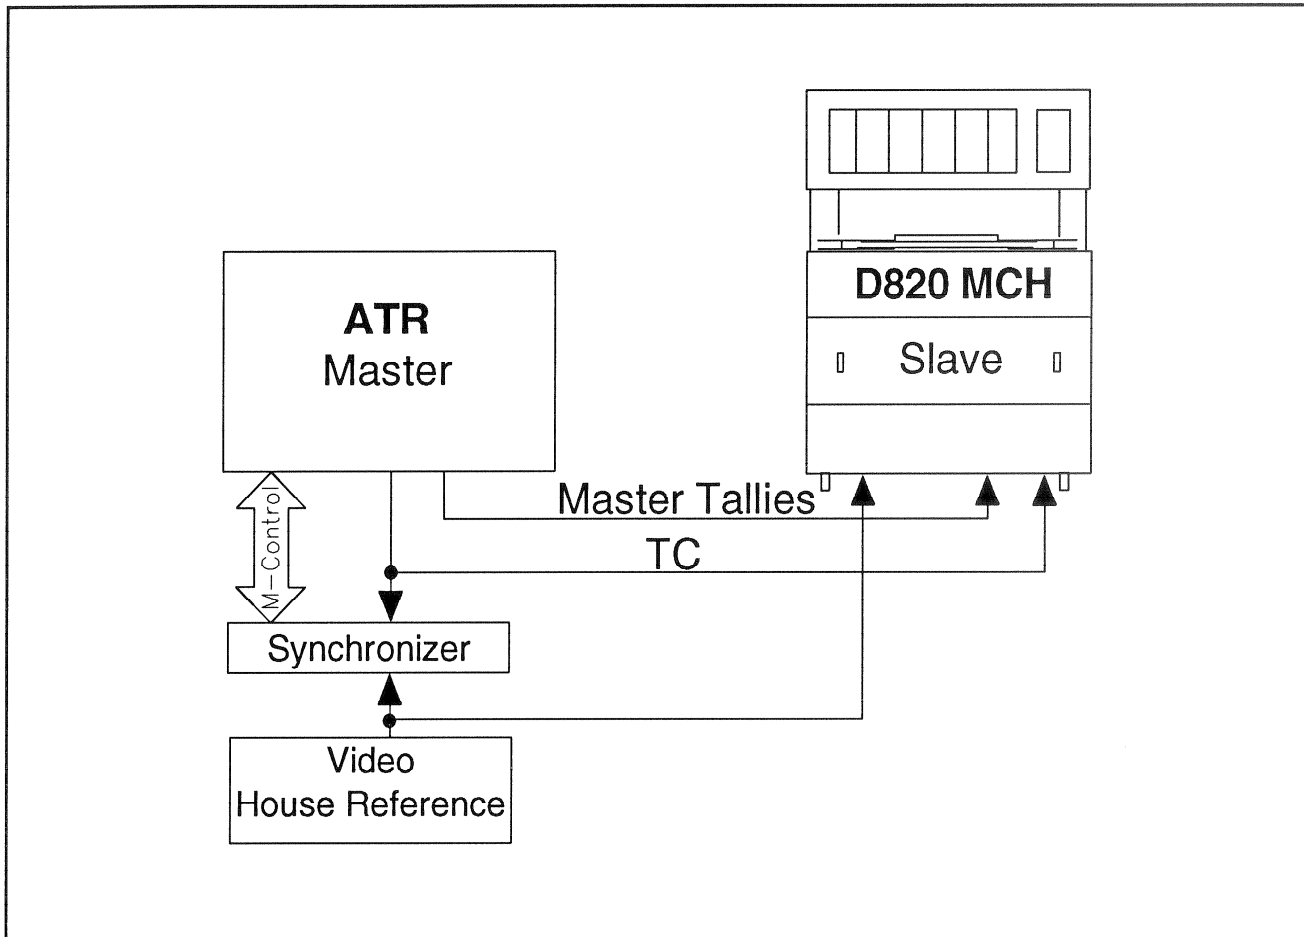 D820 MCH
Slave
ATR
Master
Master Tallies
TC
M-Control
Synchronizer
Video
House Reference